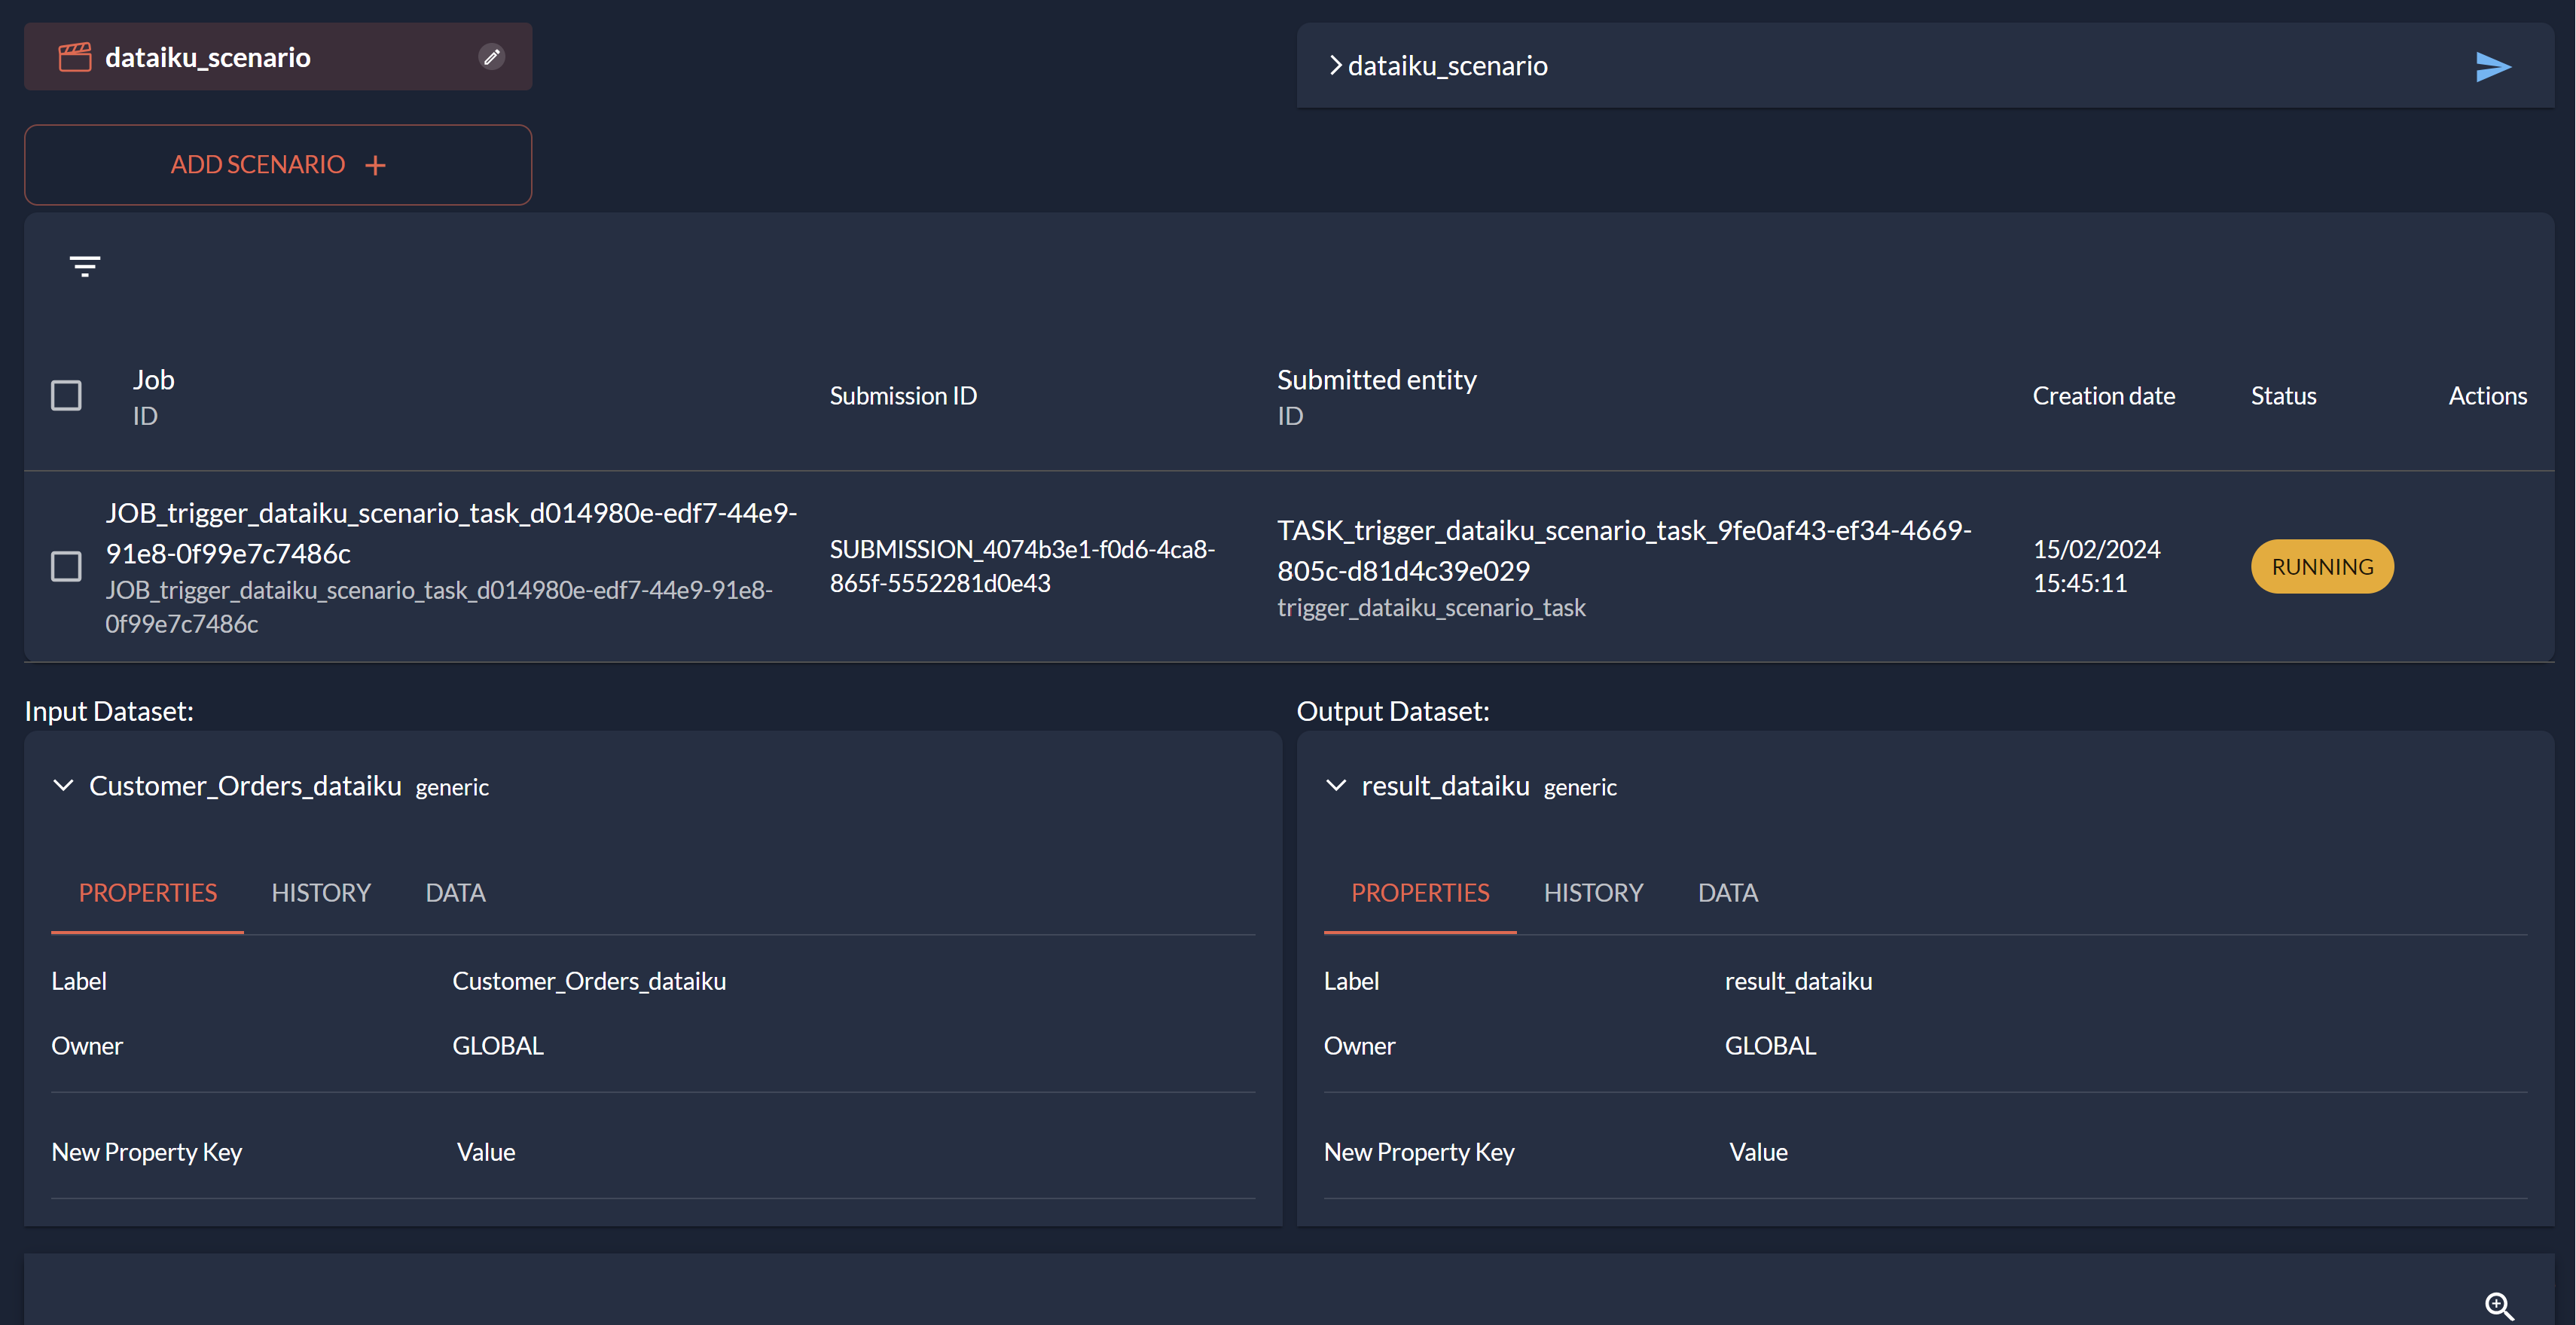 dataiku_scenario
dataiku_scenario
ADD SCENARIO
Job
ID
Submission ID
Submitted entity
ID
Creation date
Status
Actions
JOB_trigger_dataiku_scenario_task_d014980e-edf7-44e9-
91e8-0f99e7c7486c
JOB_trigger_dataiku_scenario_task_d014980e-edf7-44e9-91e8-
0f99e7c7486c
SUBMISSION_4074b3e1-f0d6-4ca8-
865f-5552281d0e43
TASK_trigger_dataiku_scenario_task_9fe0af43-ef34-4669-
805c-d81d4c39e029
trigger_dataiku_scenario_task
15/02/2024
15:45:11
RUNNING
Input Dataset:
Customer_Orders_dataiku generic
PROPERTIES HISTORY DATA
Label Customer_Orders_dataiku
Owner GLOBAL
New Property Key Value
Output Dataset:
result_dataiku generic
PROPERTIES HISTORY DATA
Label result_dataiku
Owner GLOBAL
New Property Key Value